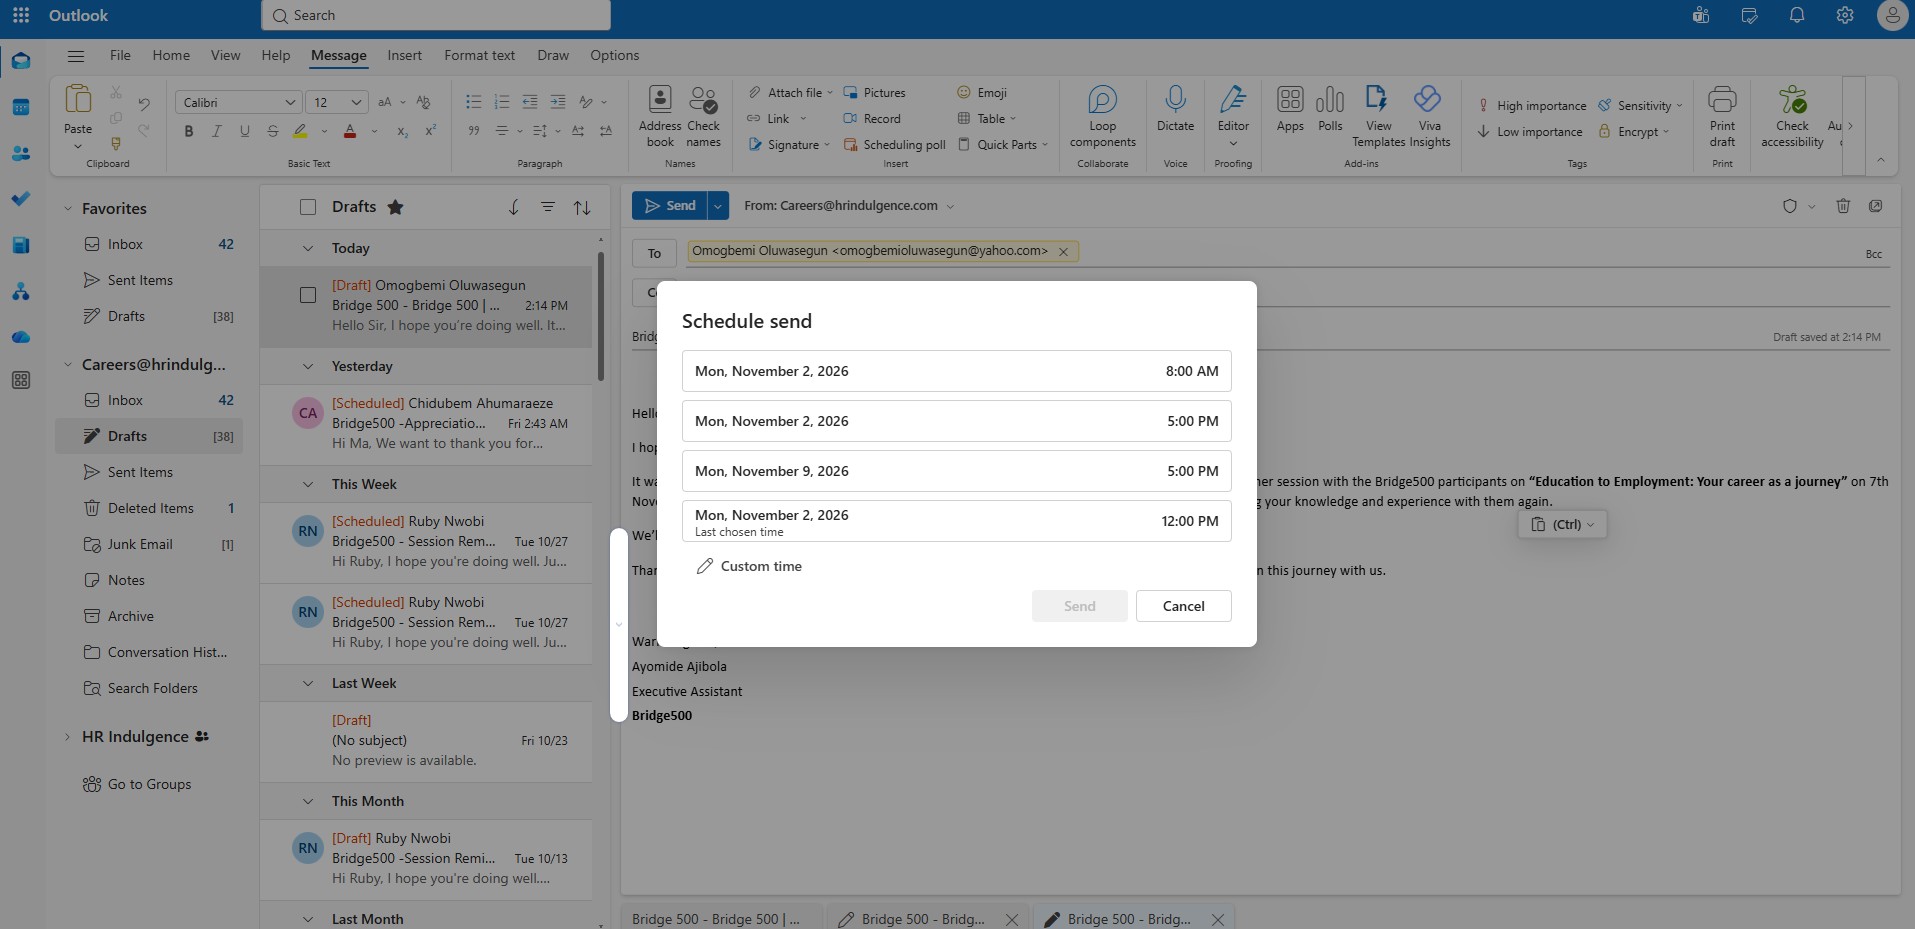 Outlook
Search
File Home View Help Message Insert Format text Draw Options
Paste
Clipboard
Calibri 12 aA
B I U S A x₂ x²
Basic Text
Paragraph
Address book
Check names
Names
Attach file Pictures Emoji
Link Record Table
Signature Scheduling poll Quick Parts
Insert
Loop components
Collaborate
Dictate
Voice
Editor
Proofing
Apps Polls View Templates Viva Insights
Add-ins
High importance Sensitivity
Low importance Encrypt
Tags
Print draft
Print
Check accessibility
Au
Favorites
Inbox 42
Sent Items
Drafts [38]
Careers@hrindulg...
Inbox 42
Drafts [38]
Sent Items
Deleted Items 1
Junk Email [1]
Notes
Archive
Conversation Hist...
Search Folders
HR Indulgence
Go to Groups
Drafts
Today
[Draft] Omogbemi Oluwasegun
Bridge 500 - Bridge 500 | ... 2:14 PM
Hello Sir, I hope you're doing well. It...
Yesterday
CA
[Scheduled] Chidubem Ahumaraeze
Bridge500 -Appreciatio... Fri 2:43 AM
Hi Ma, We want to thank you for...
This Week
RN
[Scheduled] Ruby Nwobi
Bridge500 - Session Rem... Tue 10/27
Hi Ruby, I hope you're doing well. Ju...
RN
[Scheduled] Ruby Nwobi
Bridge500 - Session Rem... Tue 10/27
Hi Ruby, I hope you're doing well. Ju...
Last Week
[Draft]
(No subject) Fri 10/23
No preview is available.
This Month
RN
[Draft] Ruby Nwobi
Bridge500 -Session Remi... Tue 10/13
Hi Ruby, I hope you're doing well....
Last Month
Send From: Careers@hrindulgence.com
To Omogbemi Oluwasegun <omogbemioluwasegun@yahoo.com> Bcc
Draft saved at 2:14 PM
Schedule send
Mon, November 2, 2026 8:00 AM
Mon, November 2, 2026 5:00 PM
Mon, November 9, 2026 5:00 PM
Mon, November 2, 2026
Last chosen time 12:00 PM
Custom time
Send Cancel
I
It her session with the Bridge500 participants on “Education to Employment: Your career as a journey” on 7th
your knowledge and experience with them again.
(Ctrl)
this journey with us.
Ayomide Ajibola
Executive Assistant
Bridge500
Bridge 500 - Bridge 500 | ...
Bridge 500 - Bridg...
Bridge 500 - Bridg...